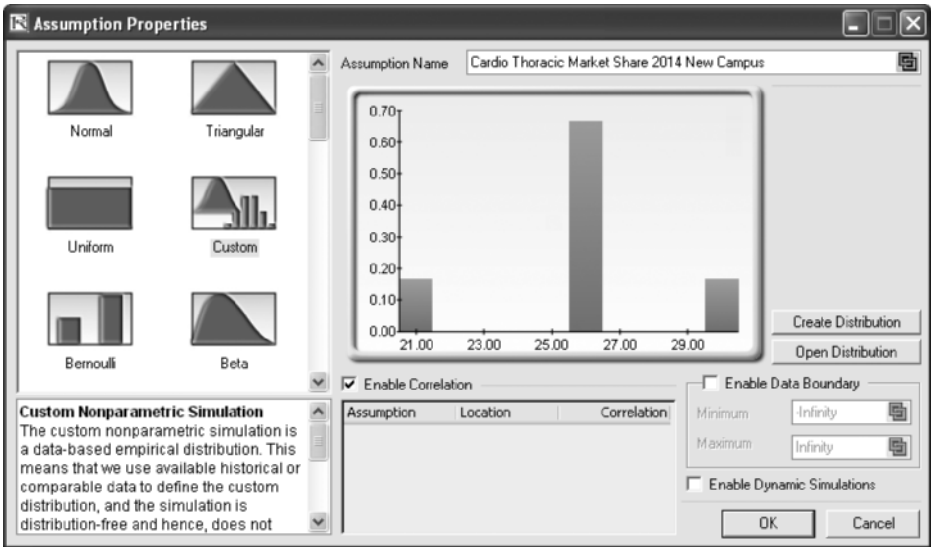 Assumption Properties
Normal
Triangular
Uniform
Custom
Bernoulli
Beta
Custom Nonparametric Simulation
The custom nonparametric simulation is
a data-based empirical distribution. This
means that we use available historical or
comparable data to define the custom
distribution, and the simulation is
distribution-free and hence, does not
Assumption Name
Cardio Thoracic Market Share 2014 New Campus
0.70
0.60
0.50
0.40
0.30
0.20
0.10
0.00
21.00 23.00 25.00 27.00 29.00
Create Distribution
Open Distribution
Enable Correlation
Assumption Location Correlation
Enable Data Boundary
Minimum -Infinity
Maximum Infinity
Enable Dynamic Simulations
OK Cancel